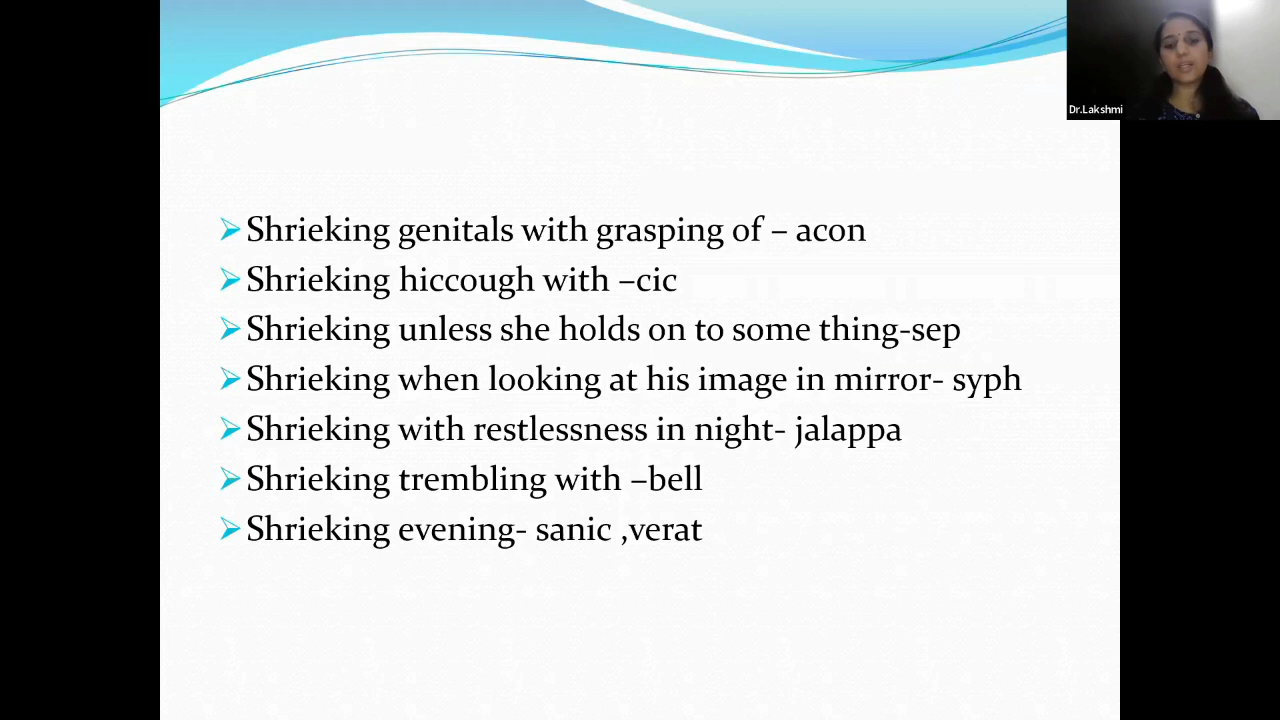 Dr.Lakshmi
Shrieking genitals with grasping of – acon
Shrieking hiccough with –cic
Shrieking unless she holds on to some thing-sep
Shrieking when looking at his image in mirror- syph
Shrieking with restlessness in night- jalappa
Shrieking trembling with –bell
Shrieking evening- sanic ,verat